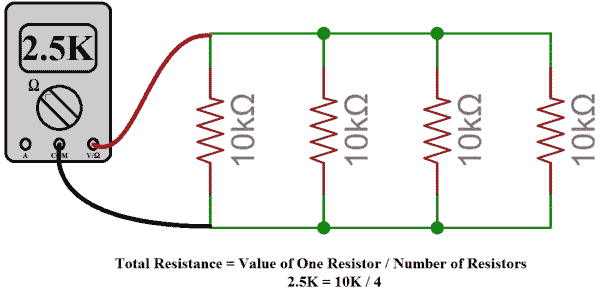 2.5K
Ω
A
COM
V/Ω
10kΩ
10kΩ
10kΩ
10kΩ
Total Resistance = Value of One Resistor / Number of Resistors
2.5K = 10K / 4